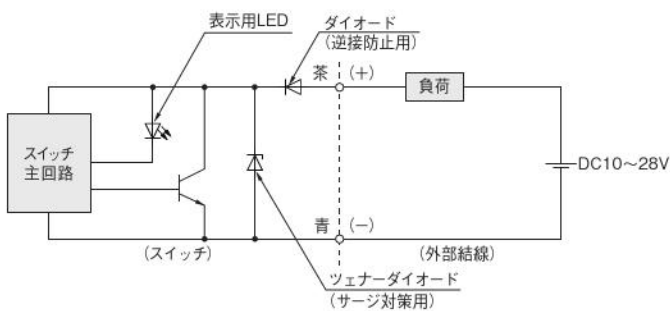 表示用LED
ダイオード
(逆接防止用)
茶
(+)
負荷
スイッチ
主回路
DC10～28V
青
(−)
(スイッチ)
(外部結線)
ツェナーダイオード
(サージ対策用)